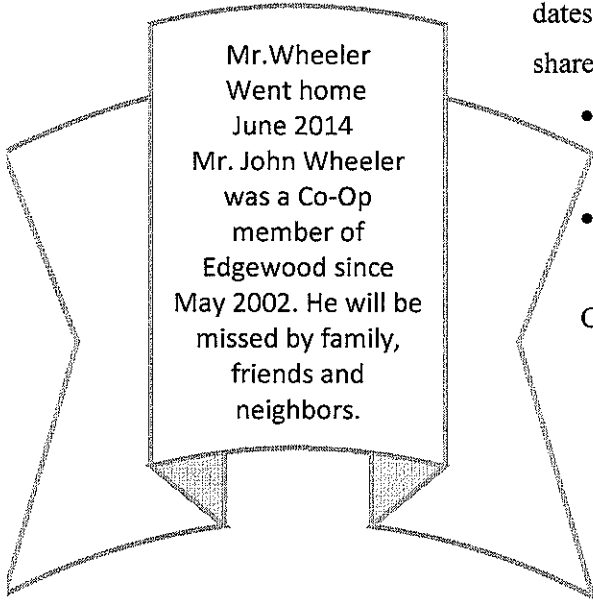 dates
share
Mr.Wheeler
Went home
June 2014
Mr. John Wheeler
was a Co-Op
member of
Edgewood since
May 2002. He will be
missed by family,
friends and
neighbors.